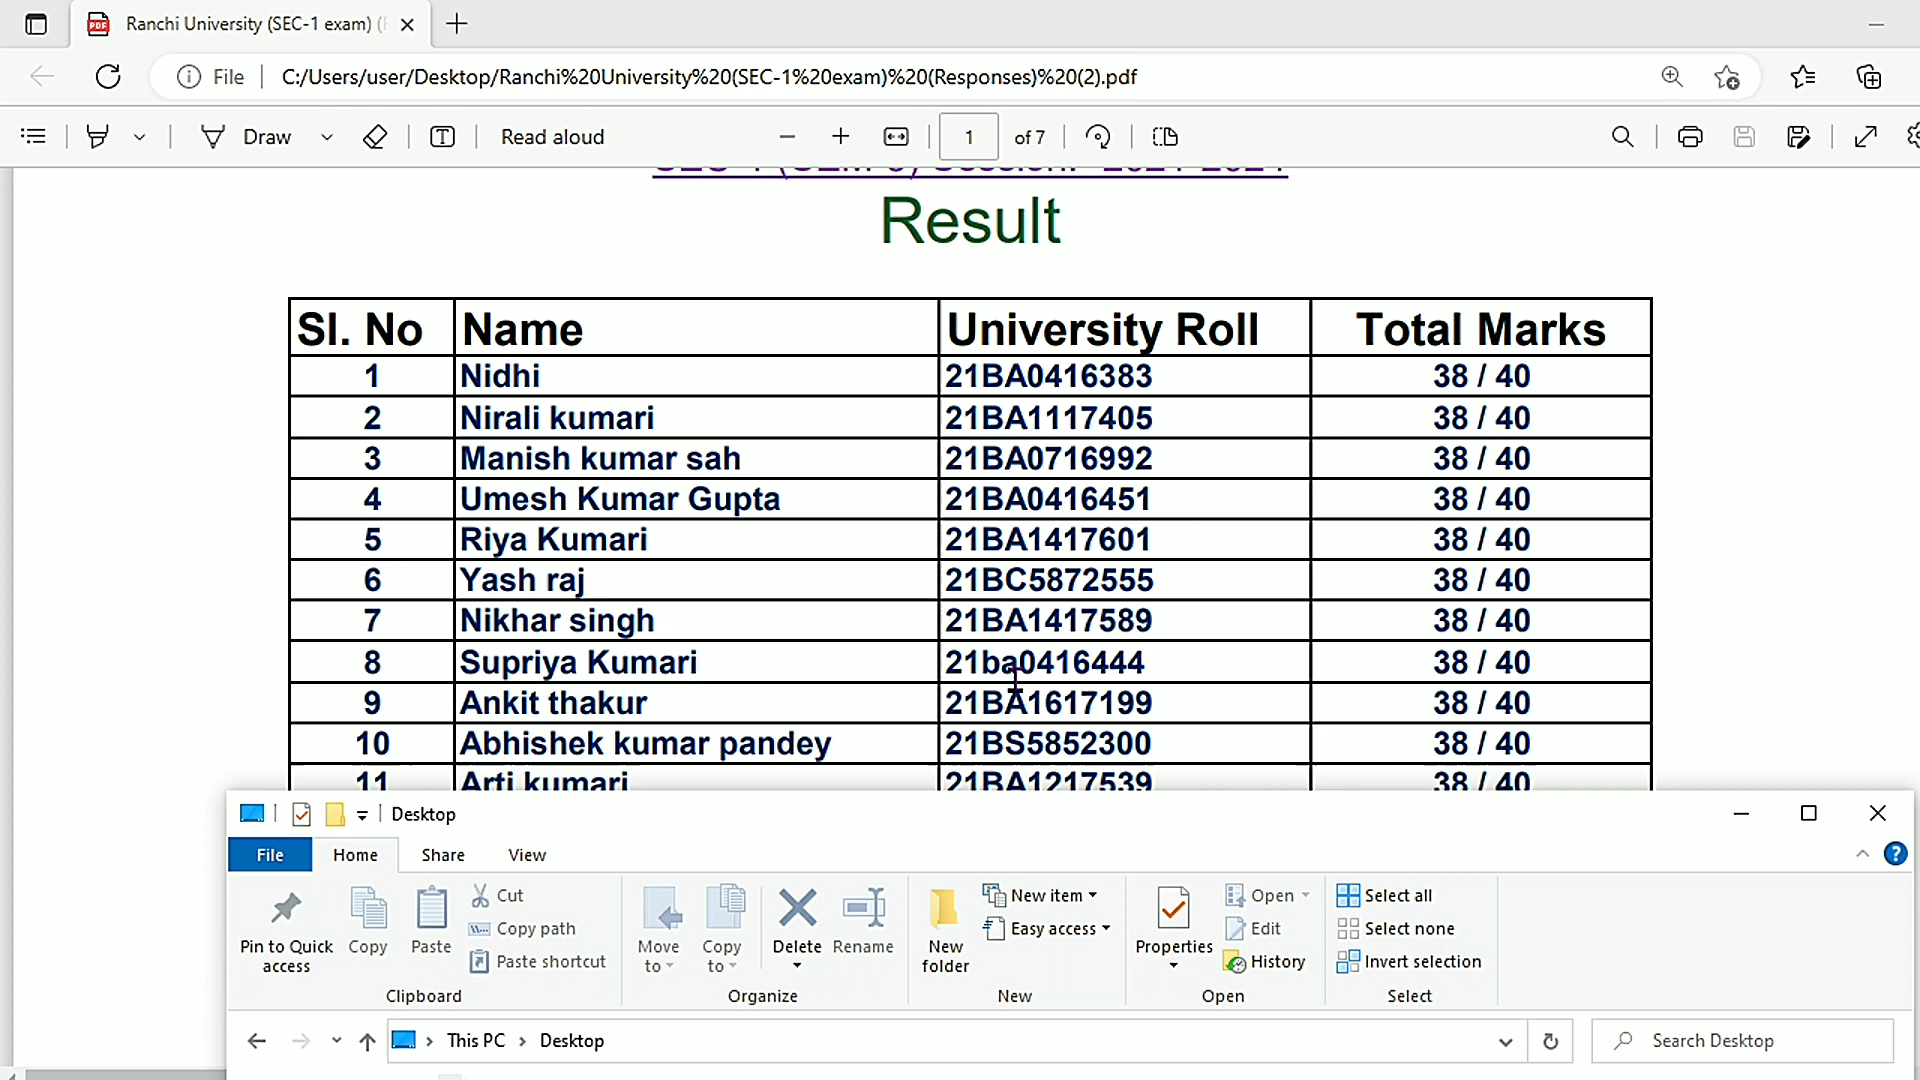 Ranchi University (SEC-1 exam) (
File C:/Users/user/Desktop/Ranchi%20University%20(SEC-1%20exam)%20(Responses)%20(2).pdf
Draw Read aloud 1 of 7
Result
Sl. No Name University Roll Total Marks
1 Nidhi 21BA0416383 38 / 40
2 Nirali kumari 21BA1117405 38 / 40
3 Manish kumar sah 21BA0716992 38 / 40
4 Umesh Kumar Gupta 21BA0416451 38 / 40
5 Riya Kumari 21BA1417601 38 / 40
6 Yash raj 21BC5872555 38 / 40
7 Nikhar singh 21BA1417589 38 / 40
8 Supriya Kumari 21ba0416444 38 / 40
9 Ankit thakur 21BA1617199 38 / 40
10 Abhishek kumar pandey 21BS5852300 38 / 40
11 Arti kumari 21BA1217539 38 / 40
Desktop
File Home Share View
Pin to Quick access Copy Paste Cut Copy path Paste shortcut
Move to Copy to Delete Rename New folder New item Easy access
Properties Open Edit History Select all Select none Invert selection
Clipboard Organize New Open Select
This PC Desktop Search Desktop